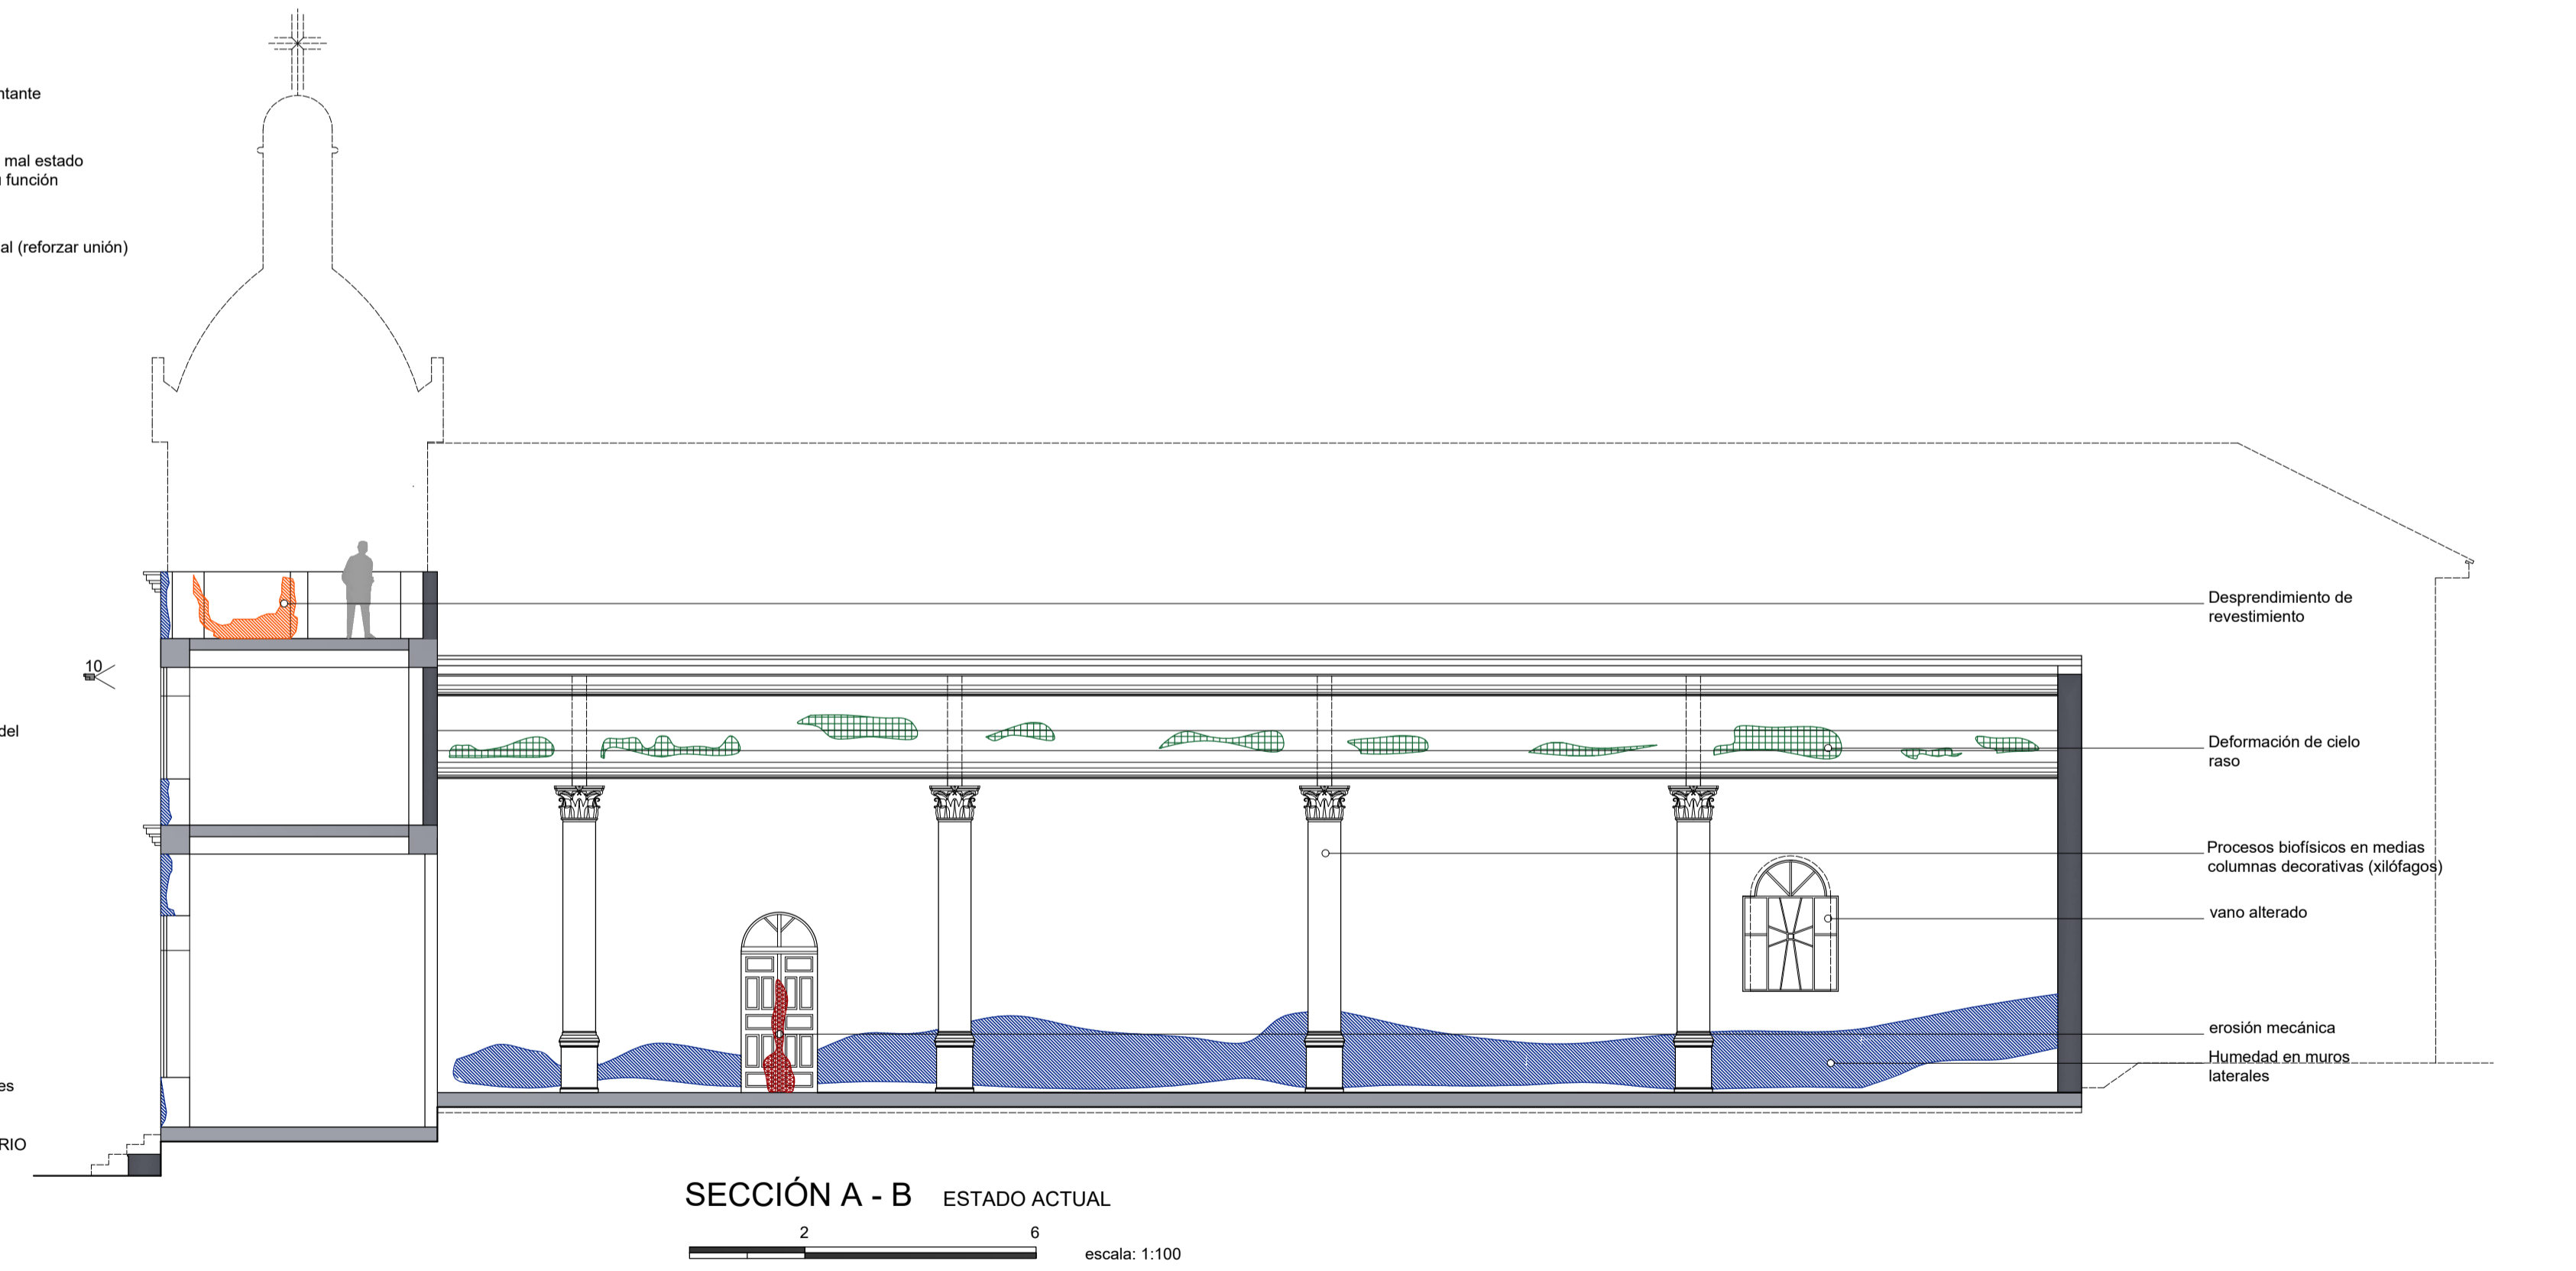 ntante
mal estado
función
al (reforzar unión)
Desprendimiento de
revestimiento
10
del
Deformación de cielo
raso
Procesos biofísicos en medias
columnas decorativas (xilófagos)
vano alterado
erosión mecánica
Humedad en muros
laterales
es
RIO
SECCIÓN A - B ESTADO ACTUAL
2 6
escala: 1:100